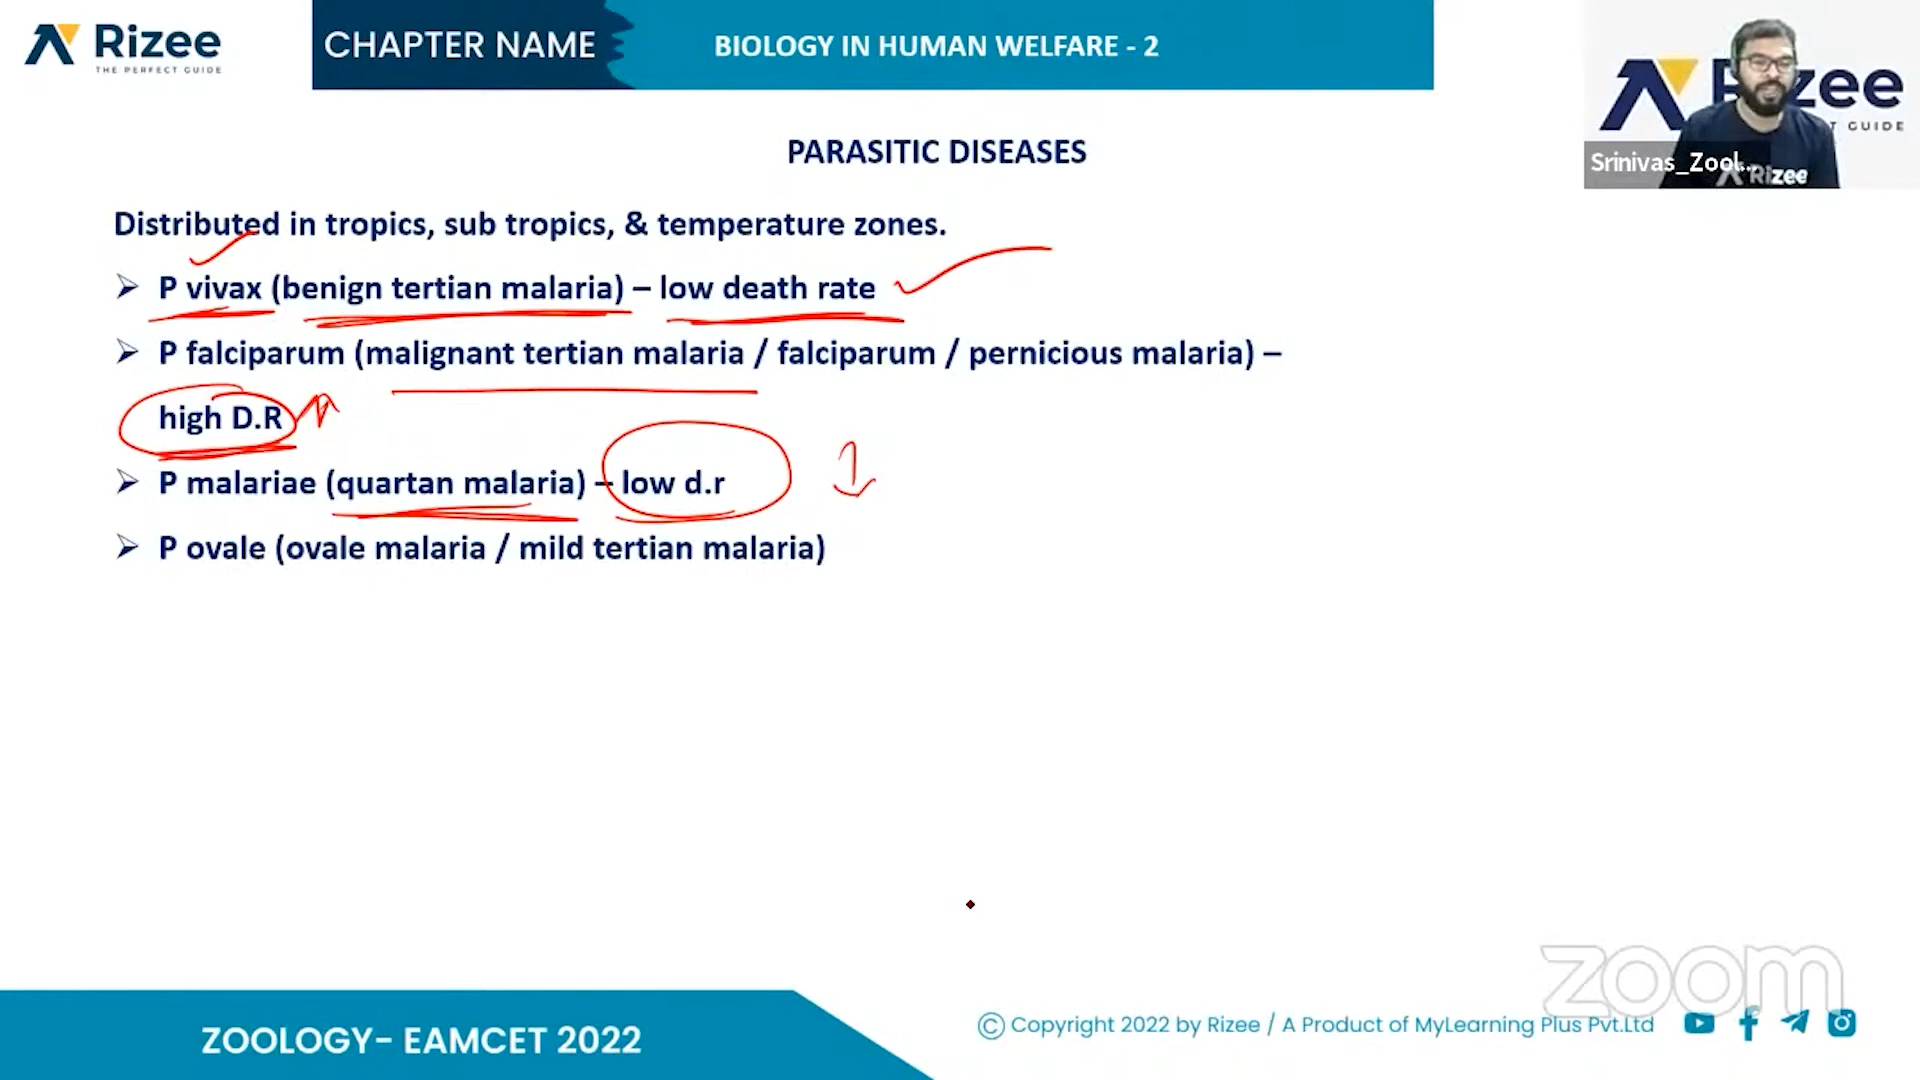 Rizee
THE PERFECT GUIDE
CHAPTER NAME
BIOLOGY IN HUMAN WELFARE - 2
zee
T GUIDE
Srinivas_Zool...
Rizee
PARASITIC DISEASES
Distributed in tropics, sub tropics, & temperature zones.
➢ P vivax (benign tertian malaria) – low death rate
➢ P falciparum (malignant tertian malaria / falciparum / pernicious malaria) –
high D.R
➢ P malariae (quartan malaria) – low d.r
➢ P ovale (ovale malaria / mild tertian malaria)
zoom
ZOOLOGY- EAMCET 2022
© Copyright 2022 by Rizee / A Product of MyLearning Plus Pvt.Ltd